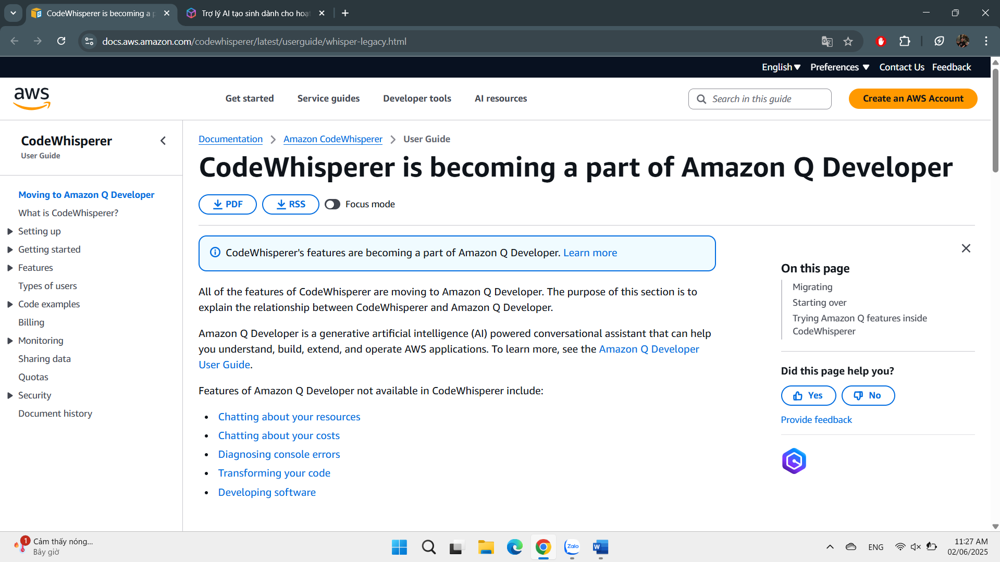 CodeWhisperer is becoming a p
Trợ lý AI tạo sinh dành cho hoạt
docs.aws.amazon.com/codewhisperer/latest/userguide/whisper-legacy.html
English Preferences Contact Us Feedback
aws
Get started
Service guides
Developer tools
AI resources
Search in this guide
Create an AWS Account
CodeWhisperer
User Guide
Moving to Amazon Q Developer
What is CodeWhisperer?
Setting up
Getting started
Features
Types of users
Code examples
Billing
Monitoring
Sharing data
Quotas
Security
Document history
Documentation > Amazon CodeWhisperer > User Guide
CodeWhisperer is becoming a part of Amazon Q Developer
PDF
RSS
Focus mode
CodeWhisperer's features are becoming a part of Amazon Q Developer. Learn more
All of the features of CodeWhisperer are moving to Amazon Q Developer. The purpose of this section is to
explain the relationship between CodeWhisperer and Amazon Q Developer.
Amazon Q Developer is a generative artificial intelligence (AI) powered conversational assistant that can help
you understand, build, extend, and operate AWS applications. To learn more, see the Amazon Q Developer
User Guide.
Features of Amazon Q Developer not available in CodeWhisperer include:
• Chatting about your resources
• Chatting about your costs
• Diagnosing console errors
• Transforming your code
• Developing software
On this page
Migrating
Starting over
Trying Amazon Q features inside
CodeWhisperer
Did this page help you?
Yes
No
Provide feedback
1
Cảm thấy nóng...
Bây giờ
Zalo
W
ENG
11:27 AM
02/06/2025